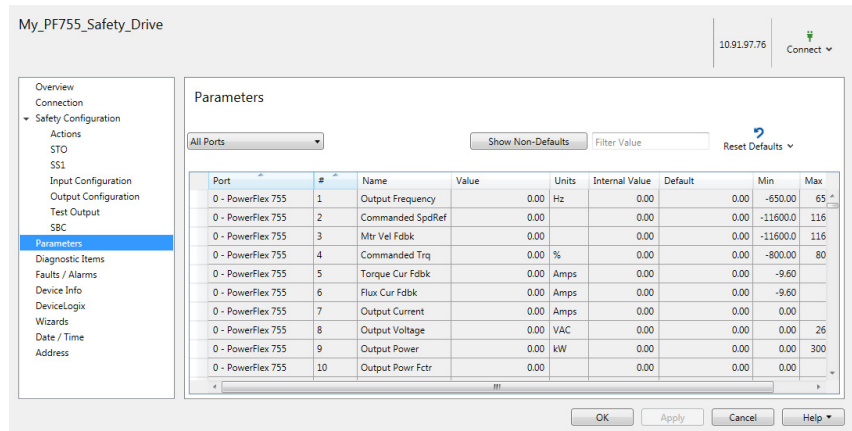 My_PF755_Safety_Drive
10.91.97.76
Connect
Overview
Connection
Safety Configuration
Actions
STO
SS1
Input Configuration
Output Configuration
Test Output
SBC
Parameters
Diagnostic Items
Faults / Alarms
Device Info
DeviceLogix
Wizards
Date / Time
Address
Parameters
All Ports
Show Non-Defaults
Filter Value
Reset Defaults
Port # Name Value Units Internal Value Default Min Max
0 - PowerFlex 755 1 Output Frequency 0.00 Hz 0.00 0.00 -650.00 65
0 - PowerFlex 755 2 Commanded SpdRef 0.00 0.00 0.00 -11600.0 116
0 - PowerFlex 755 3 Mtr Vel Fdbk 0.00 0.00 0.00 -11600.0 116
0 - PowerFlex 755 4 Commanded Trq 0.00 % 0.00 0.00 -800.00 80
0 - PowerFlex 755 5 Torque Cur Fdbk 0.00 Amps 0.00 0.00 -9.60
0 - PowerFlex 755 6 Flux Cur Fdbk 0.00 Amps 0.00 0.00 -9.60
0 - PowerFlex 755 7 Output Current 0.00 Amps 0.00 0.00 0.00
0 - PowerFlex 755 8 Output Voltage 0.00 VAC 0.00 0.00 0.00 26
0 - PowerFlex 755 9 Output Power 0.00 kW 0.00 0.00 0.00 300
0 - PowerFlex 755 10 Output Powr Fctr 0.00 0.00 0.00 0.00
OK
Apply
Cancel
Help